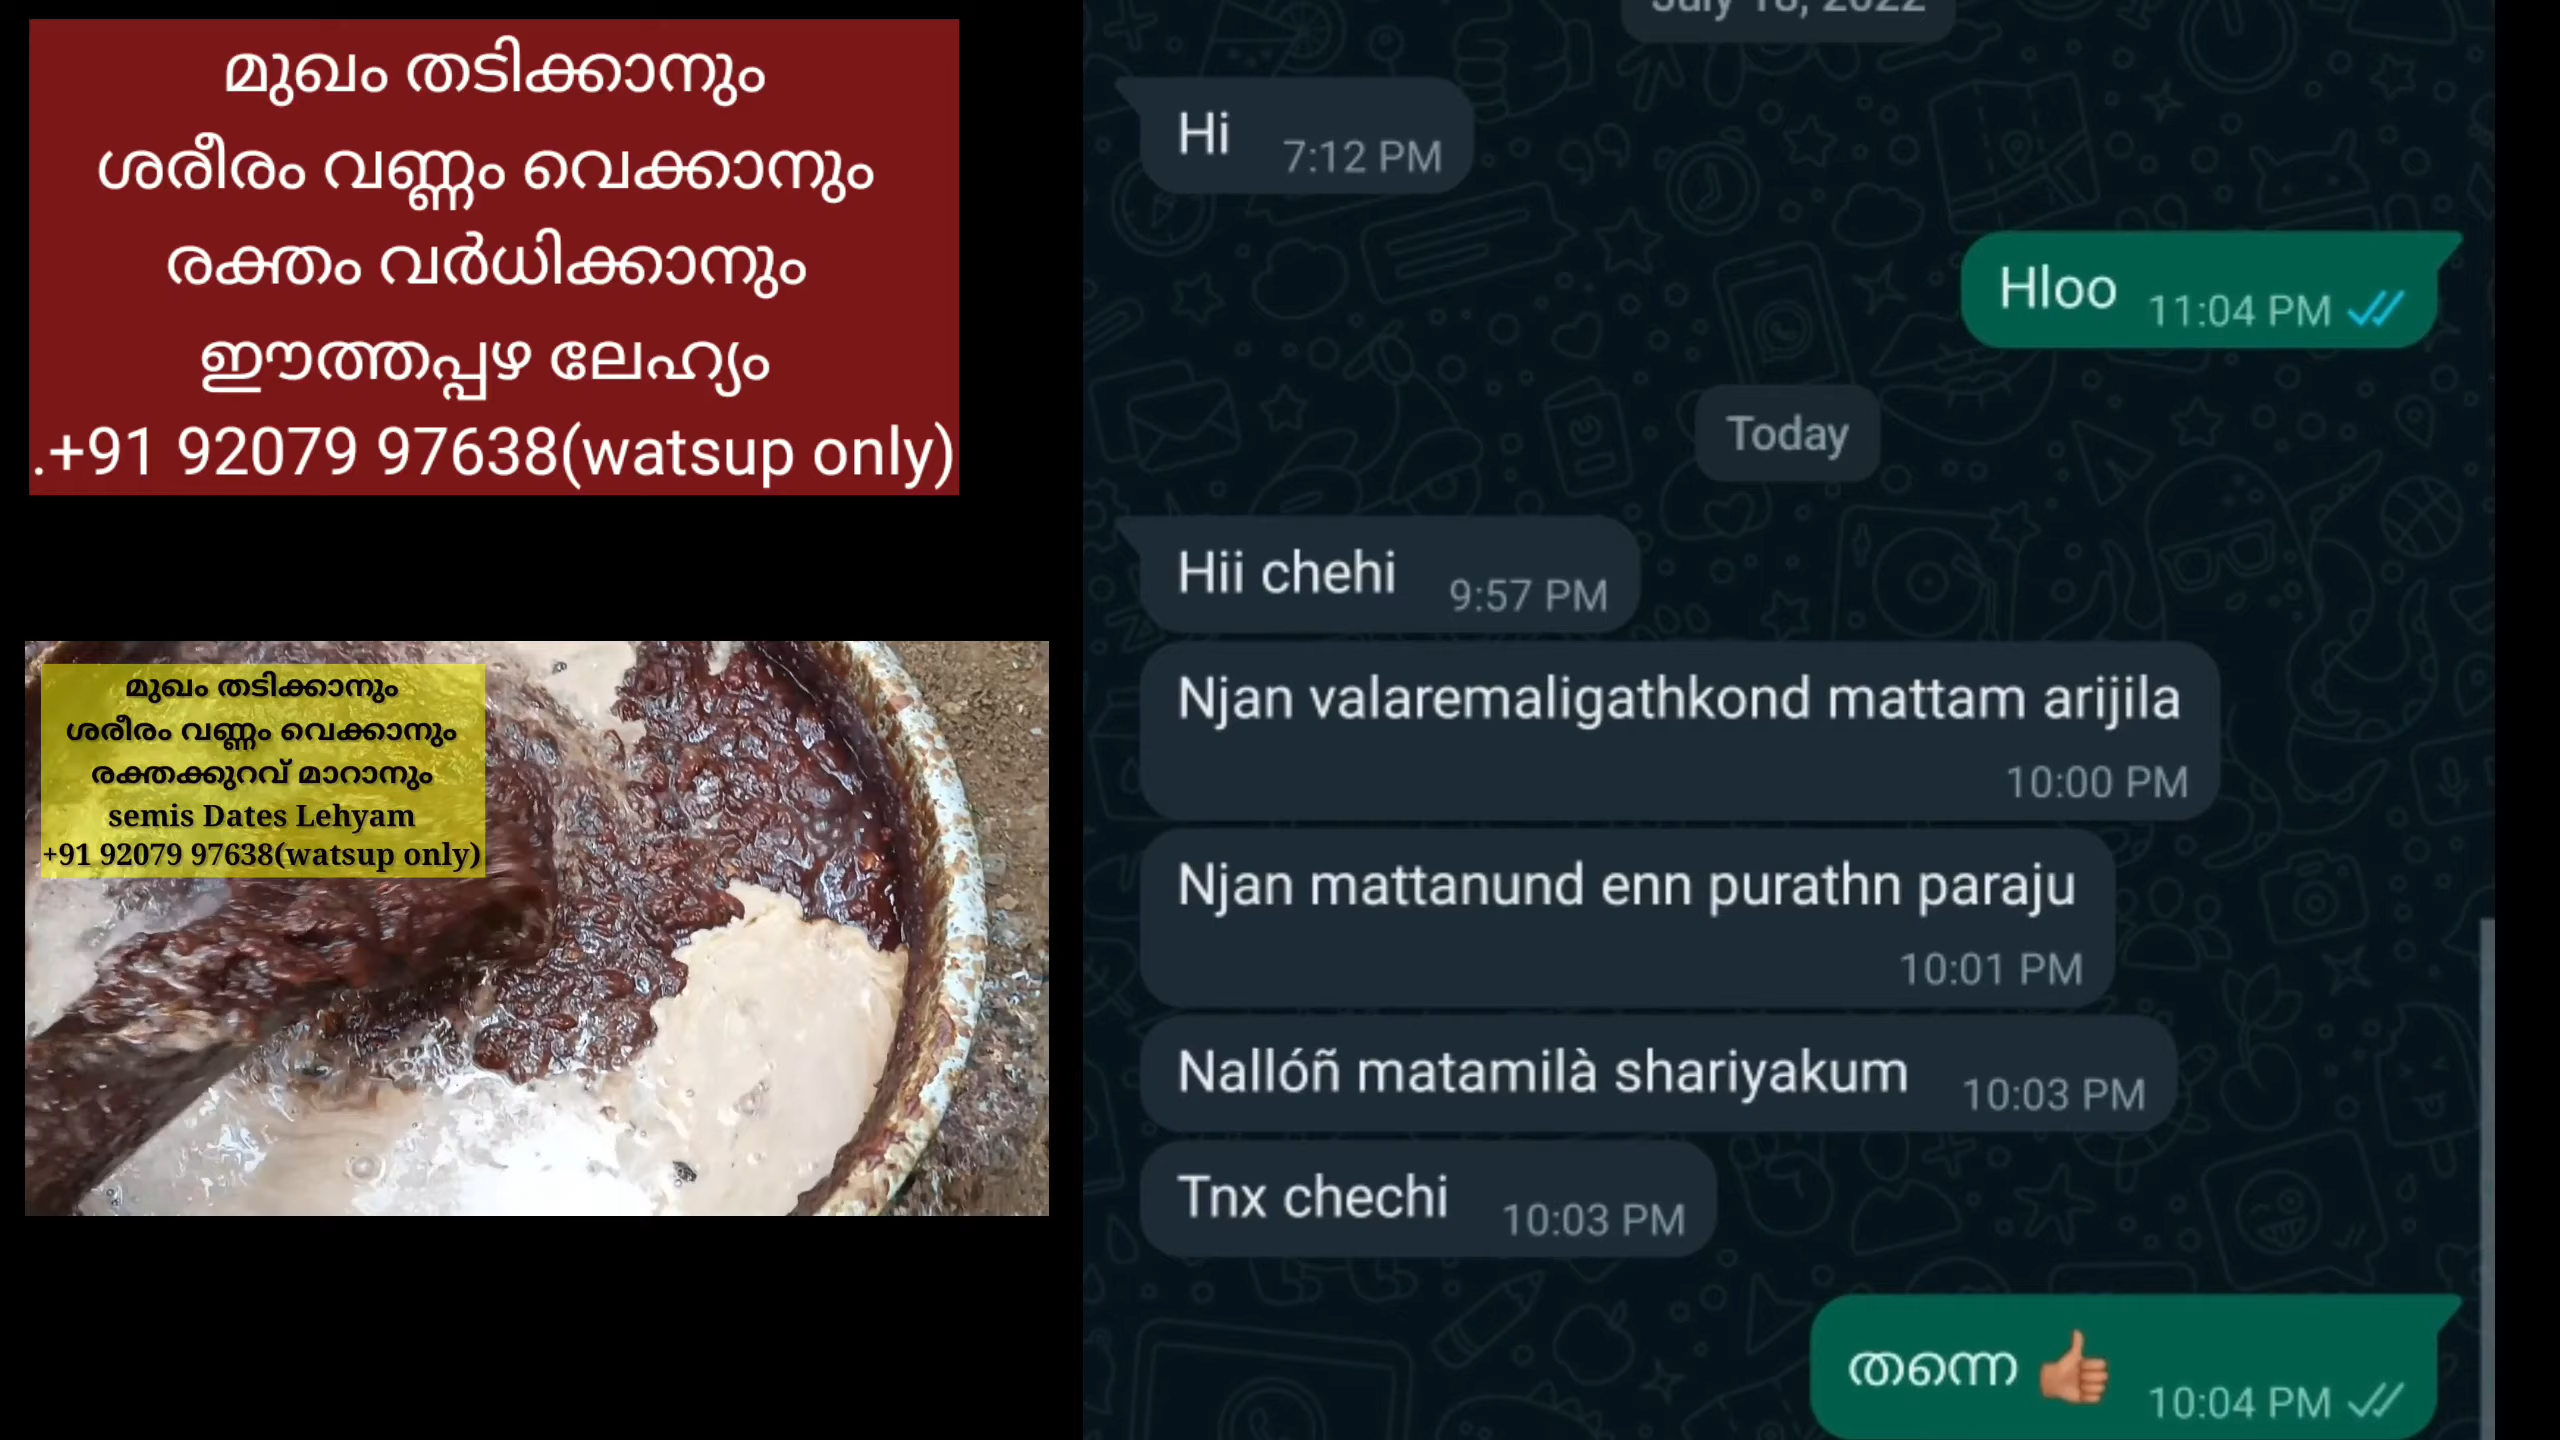 മുഖം തടിക്കാനും
ശരീരം വണ്ണം വെക്കാനും
രക്തം വർധിക്കാനും
ഈത്തപ്പഴ ലേഹ്യം
.+91 92079 97638(watsup only)
മുഖം തടിക്കാനും
ശരീരം വണ്ണം വെക്കാനും
രക്തക്കുറവ് മാറാനും
semis Dates Lehyam
+91 92079 97638(watsup only)
July 18, 2022
Hi 7:12 PM
Hloo 11:04 PM
Today
Hii chehi 9:57 PM
Njan valaremaligathkond mattam arijila
10:00 PM
Njan mattanund enn purathn paraju
10:01 PM
Nallóñ matamilà shariyakum 10:03 PM
Tnx chechi 10:03 PM
തന്നെ 👍🏽 10:04 PM